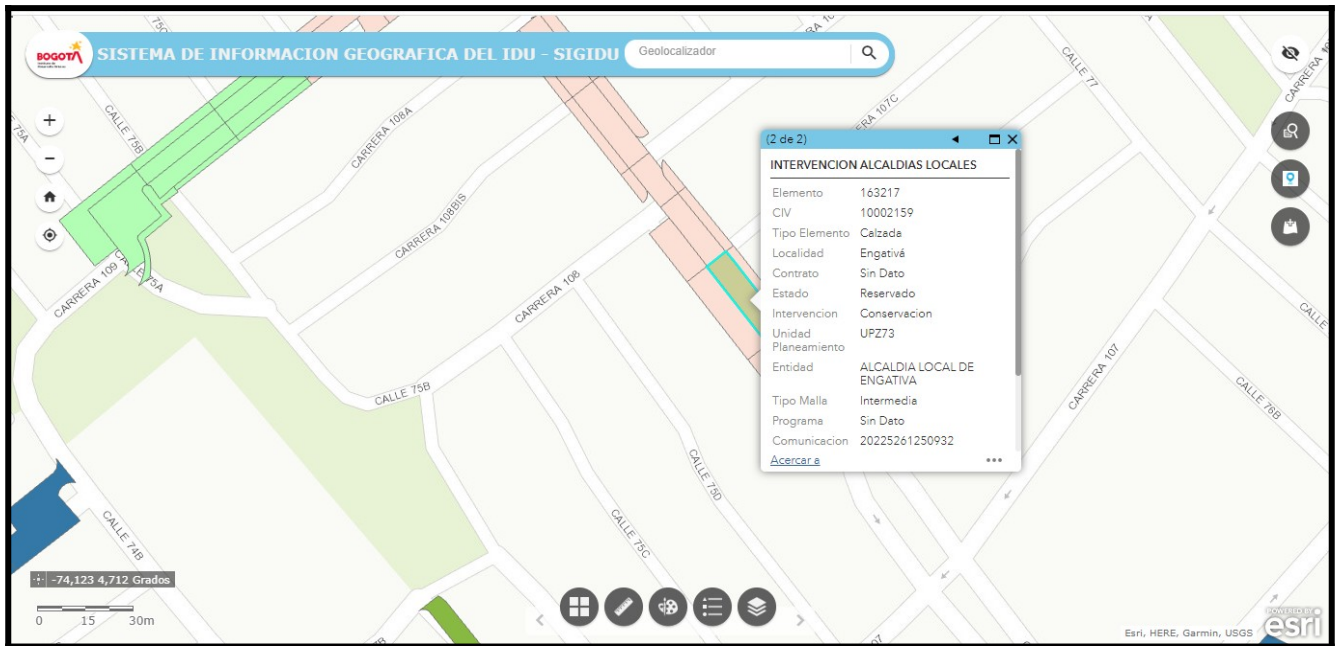 BOGOTÁ
SISTEMA DE INFORMACION GEOGRAFICA DEL IDU - SIGIDU
Geolocalizador
CALLE 75B
CARRERA 108A
CARRERA 108BIS
CARRERA 109
CALLE 75A
CARRERA 108
CALLE 75B
CALLE 75D
CALLE 75C
CALLE 74B
CARRERA 107C
CALLE 77
CARRERA 107
CALLE 76B
CALLE
CARRERA
(2 de 2)
INTERVENCION ALCALDIAS LOCALES
Elemento 163217
CIV 10002159
Tipo Elemento Calzada
Localidad Engativá
Contrato Sin Dato
Estado Reservado
Intervencion Conservacion
Unidad Planeamiento UPZ73
Entidad ALCALDIA LOCAL DE
ENGATIVA
Tipo Malla Intermedia
Programa Sin Dato
Comunicacion 20225261250932
Acercar a
-74,123 4,712 Grados
0 15 30m
Esri, HERE, Garmin, USGS
POWERED BY
esri